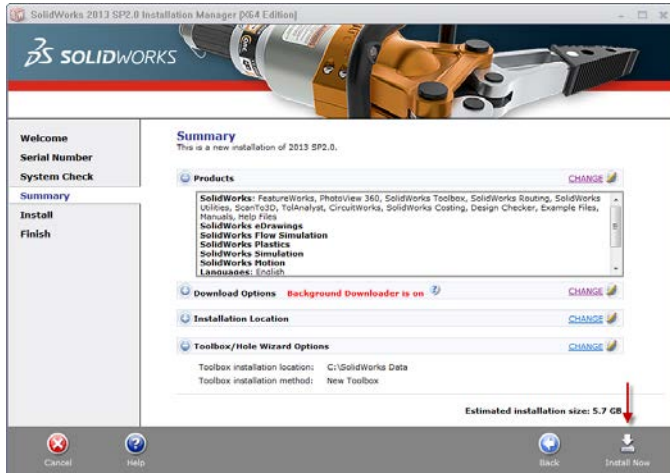 SolidWorks 2013 SP2.0 Installation Manager [X64 Edition]
SOLIDWORKS
Welcome
Serial Number
System Check
Summary
Install
Finish
Summary
This is a new installation of 2013 SP2.0.
Products CHANGE
SolidWorks: FeatureWorks, PhotoView 360, SolidWorks Toolbox, SolidWorks Routing, SolidWorks
Utilities, ScanTo3D, TolAnalyst, CircuitWorks, SolidWorks Costing, Design Checker, Example Files,
Manuals, Help Files
SolidWorks eDrawings
SolidWorks Flow Simulation
SolidWorks Plastics
SolidWorks Simulation
SolidWorks Motion
Languages: English
Download Options Background Downloader is on CHANGE
Installation Location CHANGE
Toolbox/Hole Wizard Options CHANGE
Toolbox installation location: C:\SolidWorks Data
Toolbox installation method: New Toolbox
Estimated installation size: 5.7 GB
Cancel Help Back Install Now